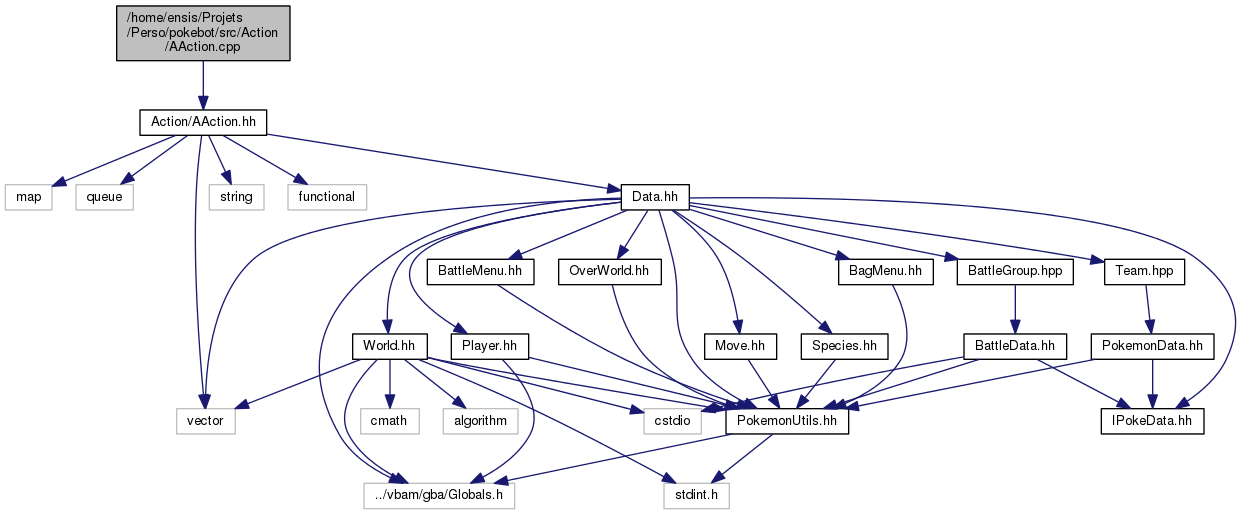 /home/ensis/Projets
/Perso/pokebot/src/Action
/AAction.cpp
Action/AAction.hh
map
queue
string
functional
Data.hh
BattleMenu.hh
OverWorld.hh
BagMenu.hh
BattleGroup.hpp
Team.hpp
World.hh
Player.hh
Move.hh
Species.hh
BattleData.hh
PokemonData.hh
vector
cmath
algorithm
cstdio
PokemonUtils.hh
IPokeData.hh
../vbam/gba/Globals.h
stdint.h